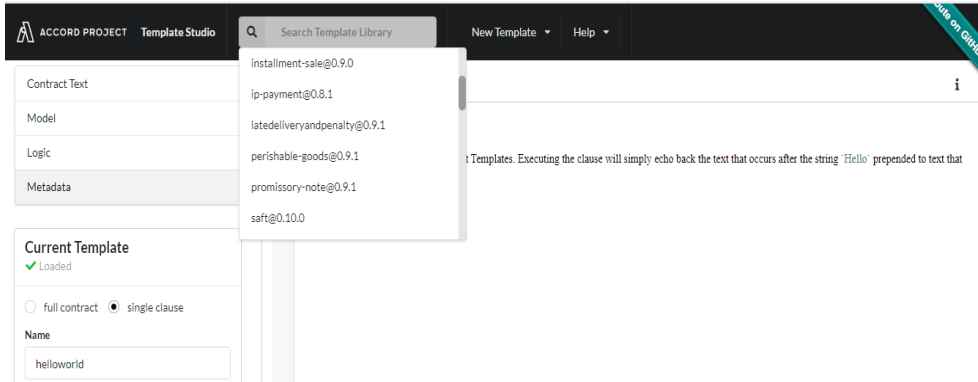 ACCORD PROJECT Template Studio Search Template Library New Template Help
ute on GitHu
installment-sale@0.9.0
Contract Text
ip-payment@0.8.1
Model
latedeliveryandpenalty@0.9.1
Logic
perishable-goods@0.9.1
t Templates. Executing the clause will simply echo back the text that occurs after the string `Hello` prepended to text that
Metadata
promissory-note@0.9.1
saft@0.10.0
Current Template
Loaded
full contract single clause
Name
helloworld